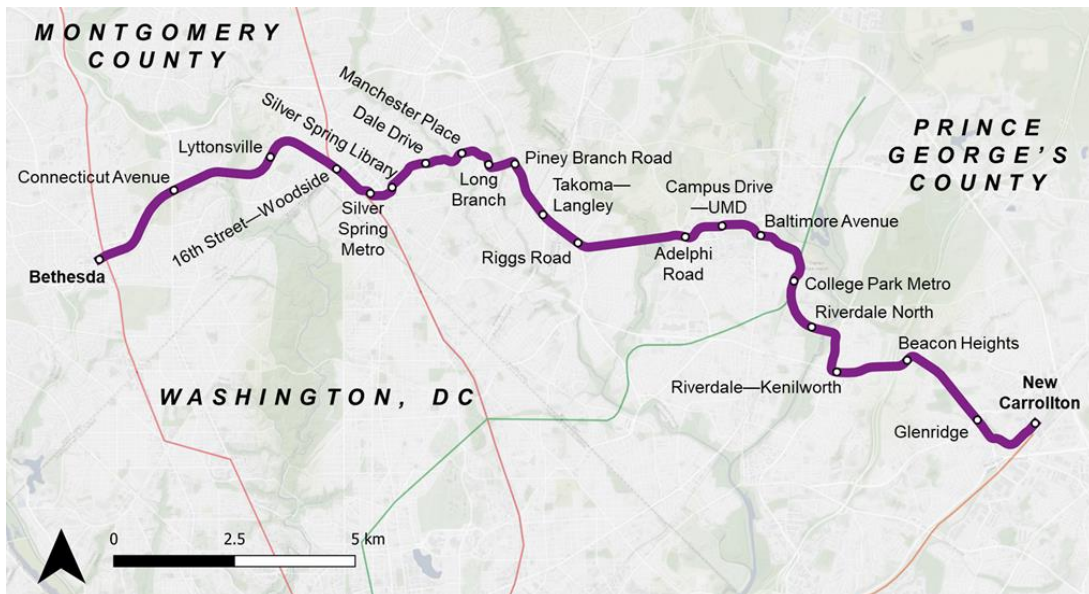 MONTGOMERY
COUNTY
Manchester Place
Silver Spring Library
Dale Drive
Lyttonsville
Connecticut Avenue
16th Street—Woodside
Bethesda
Silver
Spring
Metro
Long
Branch
Piney Branch Road
Takoma—
Langley
Riggs Road
Campus Drive
—UMD
Adelphi
Road
Baltimore Avenue
PRINCE
GEORGE'S
COUNTY
College Park Metro
Riverdale North
Riverdale—Kenilworth
Beacon Heights
Glenridge
New
Carrollton
WASHINGTON, DC
0 2.5 5 km